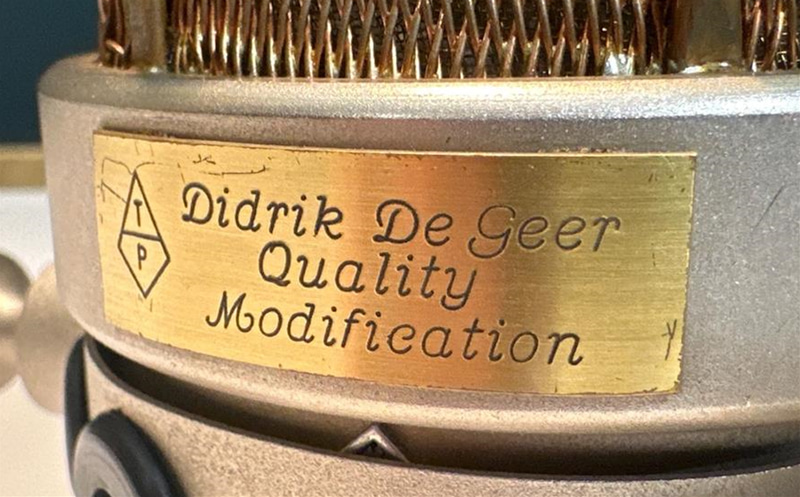 T
P
Didrik De Geer
Quality
Modification